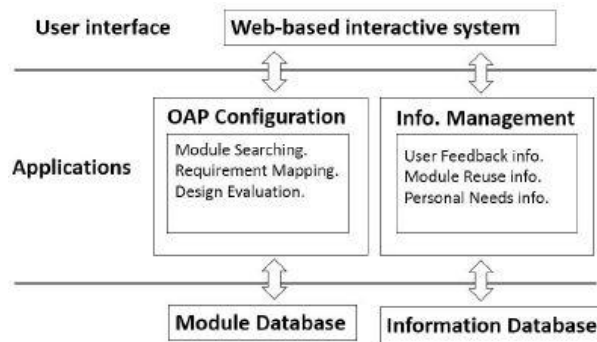 User interface
Web-based interactive system
Applications
OAP Configuration
Module Searching.
Requirement Mapping.
Design Evaluation.
Info. Management
User Feedback info.
Module Reuse info.
Personal Needs info.
Module Database
Information Database